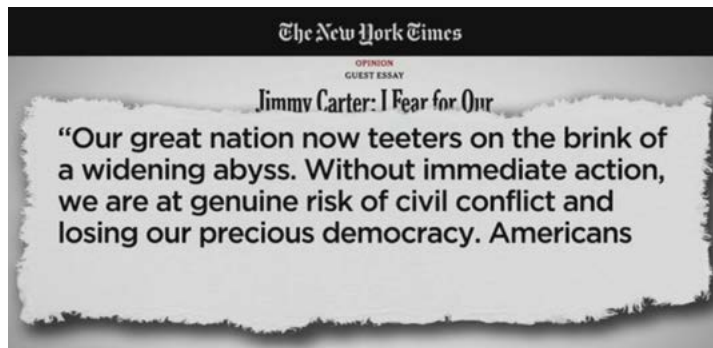 The New York Times
OPINION
GUEST ESSAY
Jimmy Carter: I Fear for Our
“Our great nation now teeters on the brink of
a widening abyss. Without immediate action,
we are at genuine risk of civil conflict and
losing our precious democracy. Americans